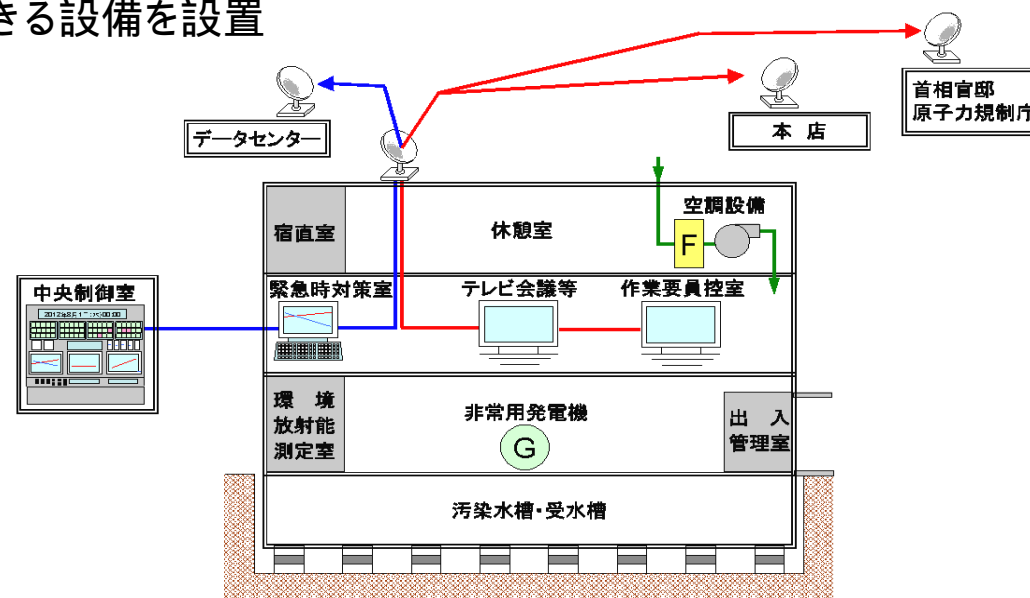 きる設備を設置
首相官邸
原子力規制庁
データセンター
本 店
空調設備
宿直室
休憩室
F
中央制御室
緊急時対策室
テレビ会議等
作業要員控室
環 境
放射能
測定室
非常用発電機
G
出 入
管理室
汚染水槽・受水槽